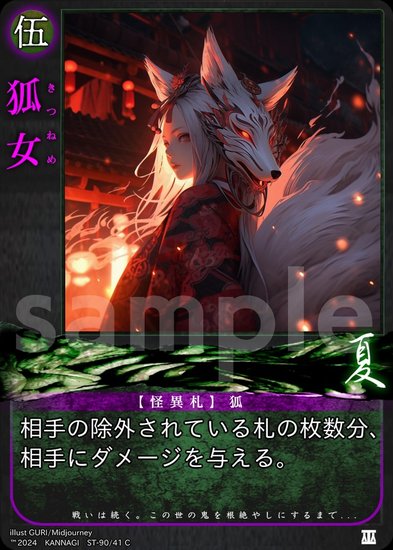 伍
狐女
きつねめ
sample
夏
【怪異札】 狐
相手の除外されている札の枚数分、
相手にダメージを与える。
戦いは続く。この世の鬼を根絶やしにするまで...
illust GURI/Midjourney
™2024 KANNAGI ST-90/41 C